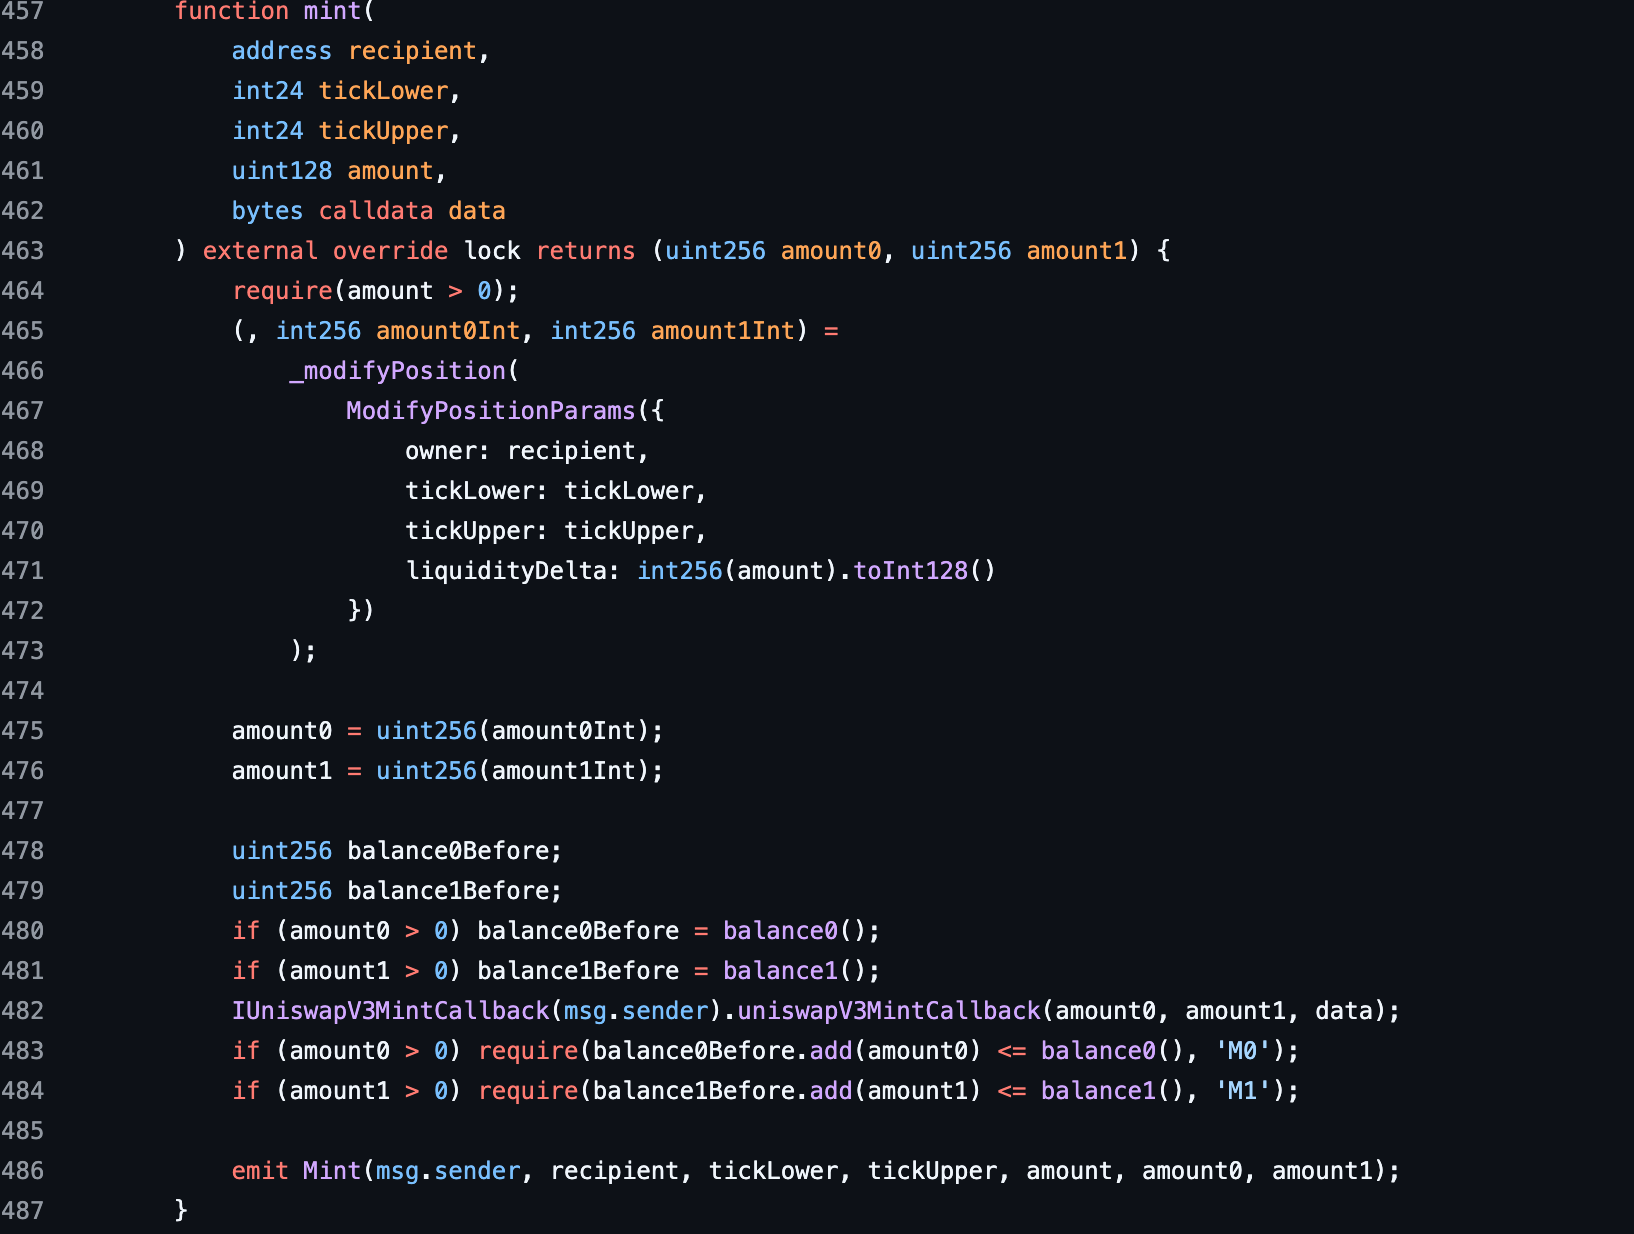 457 function mint(
458 address recipient,
459 int24 tickLower,
460 int24 tickUpper,
461 uint128 amount,
462 bytes calldata data
463 ) external override lock returns (uint256 amount0, uint256 amount1) {
464 require(amount > 0);
465 (, int256 amount0Int, int256 amount1Int) =
466 _modifyPosition(
467 ModifyPositionParams({
468 owner: recipient,
469 tickLower: tickLower,
470 tickUpper: tickUpper,
471 liquidityDelta: int256(amount).toInt128()
472 })
473 );
474
475 amount0 = uint256(amount0Int);
476 amount1 = uint256(amount1Int);
477
478 uint256 balance0Before;
479 uint256 balance1Before;
480 if (amount0 > 0) balance0Before = balance0();
481 if (amount1 > 0) balance1Before = balance1();
482 IUniswapV3MintCallback(msg.sender).uniswapV3MintCallback(amount0, amount1, data);
483 if (amount0 > 0) require(balance0Before.add(amount0) <= balance0(), 'M0');
484 if (amount1 > 0) require(balance1Before.add(amount1) <= balance1(), 'M1');
485
486 emit Mint(msg.sender, recipient, tickLower, tickUpper, amount, amount0, amount1);
487 }